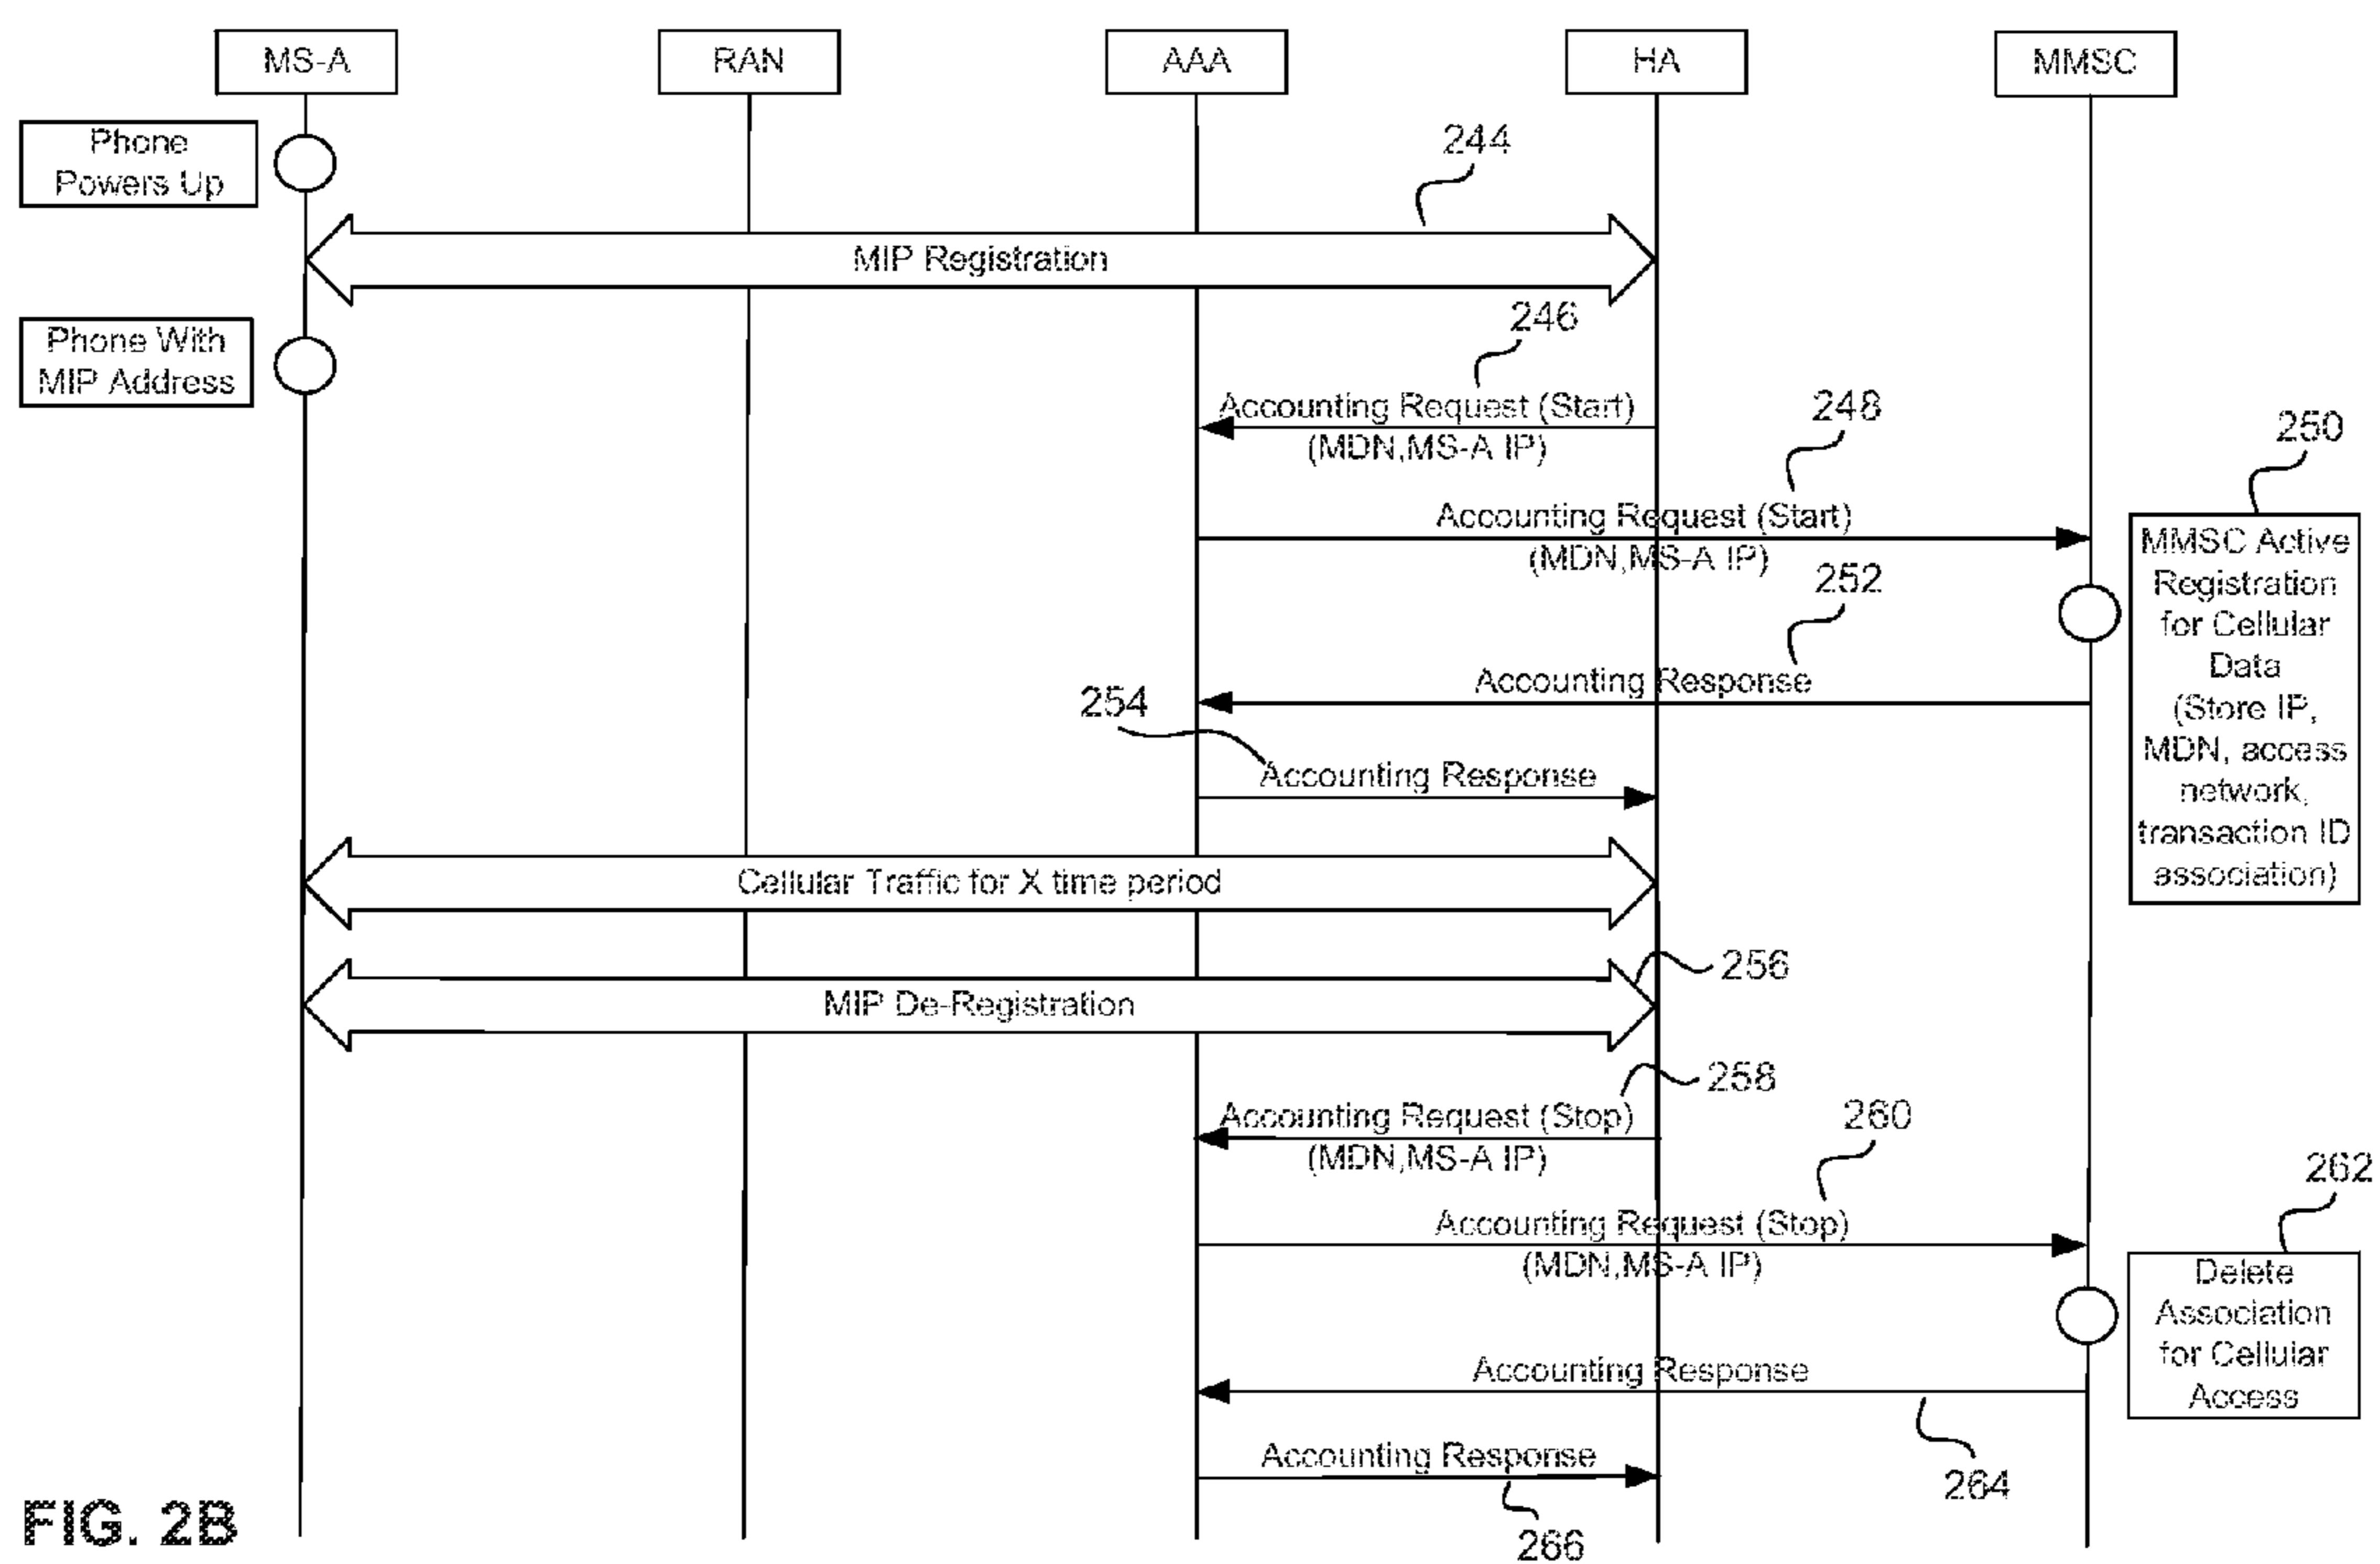 MS-A
RAN
AAA
HA
MMSC
Phone
Powers Up
244
MIP Registration
Phone With
MIP Address
246
Accounting Request (Start)
(MDN,MS-A IP)
248
Accounting Request (Start)
(MDN,MS-A IP)
250
MMSC Active
Registration
for Cellular
Data
(Store IP,
MDN, access
network,
transaction ID
association)
252
Accounting Response
254
Accounting Response
Cellular Traffic for X time period
256
MIP De-Registration
258
Accounting Request (Stop)
(MDN,MS-A IP)
260
Accounting Request (Stop)
(MDN,MS-A IP)
262
Delete
Association
for Cellular
Access
Accounting Response
264
Accounting Response
266
FIG. 2B